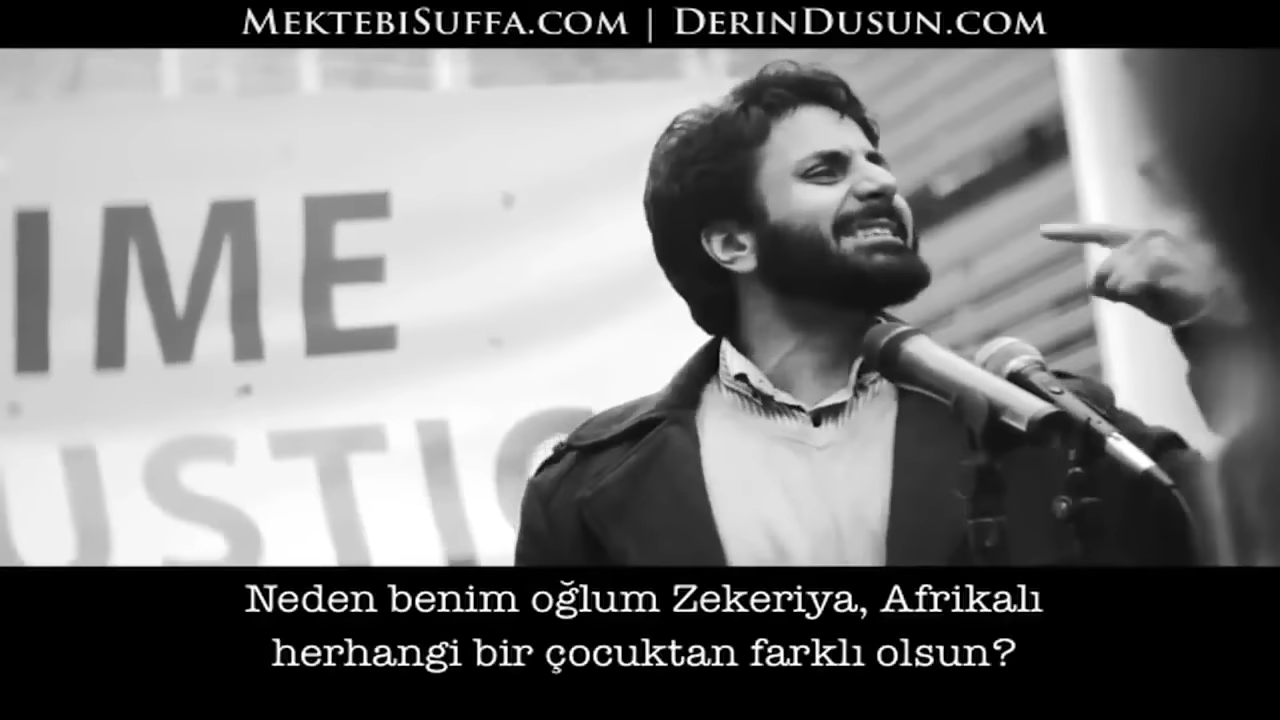 MEKTEBISUFFA.COM | DERINDUSUN.COM
IME
USTIC
Neden benim oğlum Zekeriya, Afrikalı
herhangi bir çocuktan farklı olsun?